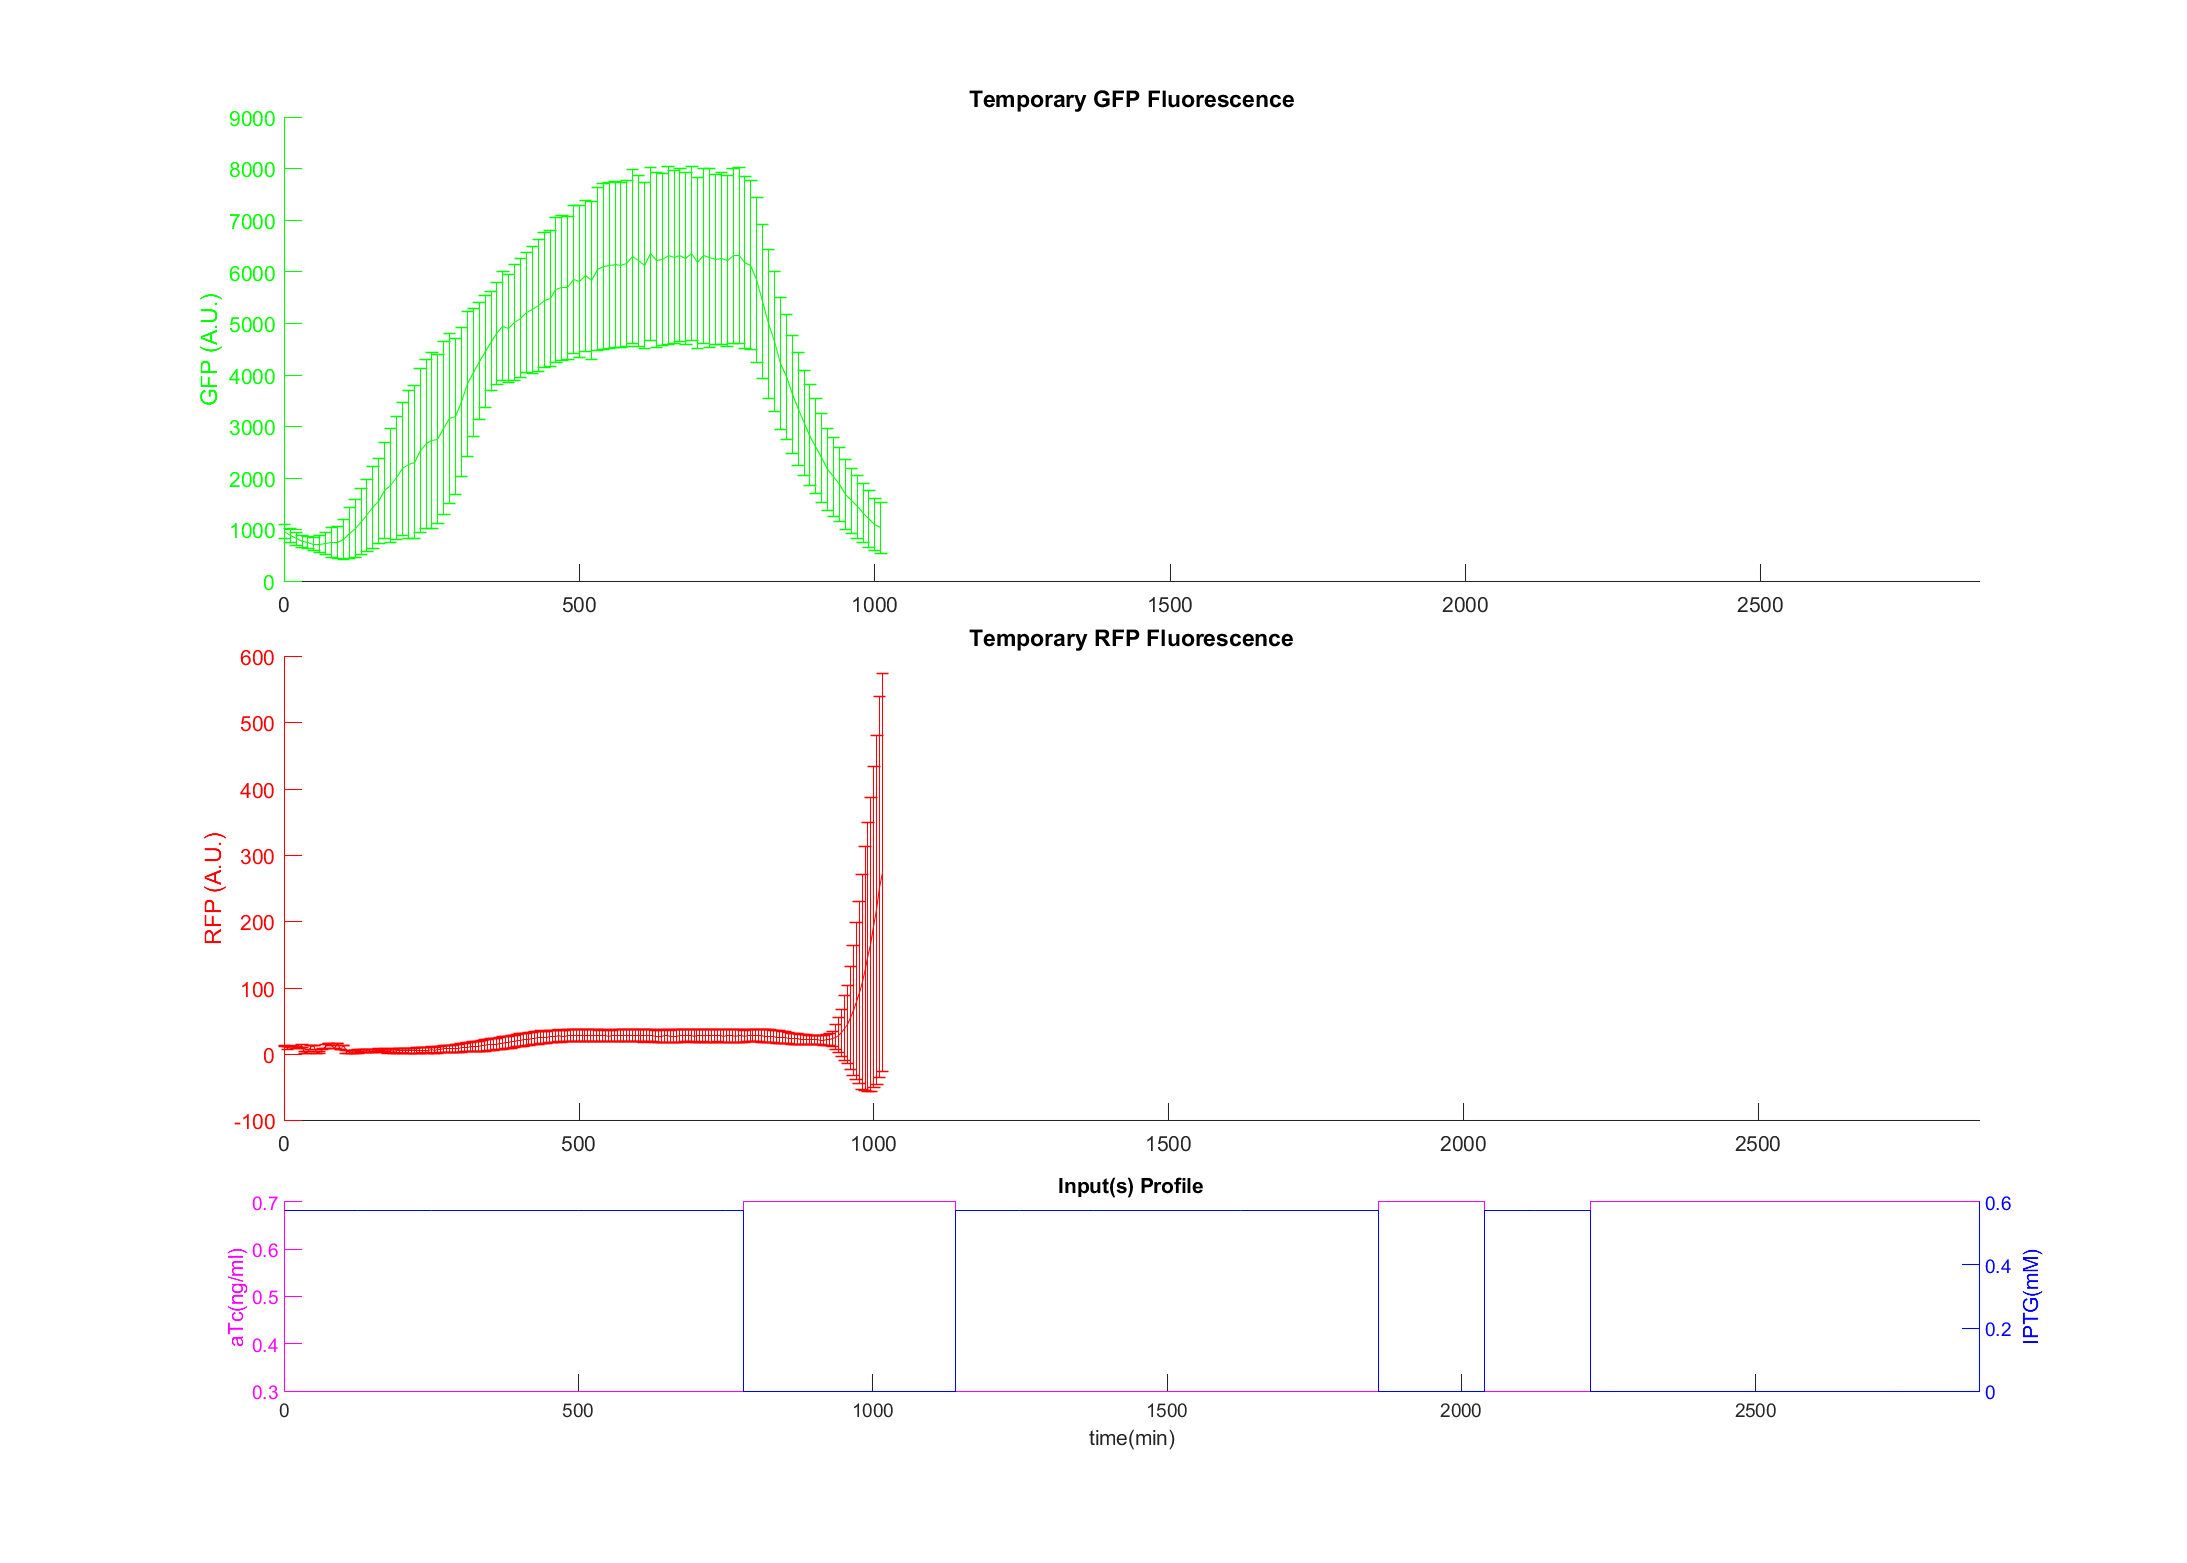 Temporary GFP Fluorescence
9000
8000
7000
6000
5000
4000
3000
2000
1000
0
GFP (A.U.)
0 500 1000 1500 2000 2500
Temporary RFP Fluorescence
600
500
400
300
200
100
0
-100
RFP (A.U.)
0 500 1000 1500 2000 2500
Input(s) Profile
0.7
0.6
0.5
0.4
0.3
aTc(ng/ml)
0.6
0.4
0.2
0
IPTG(mM)
0 500 1000 1500 2000 2500
time(min)